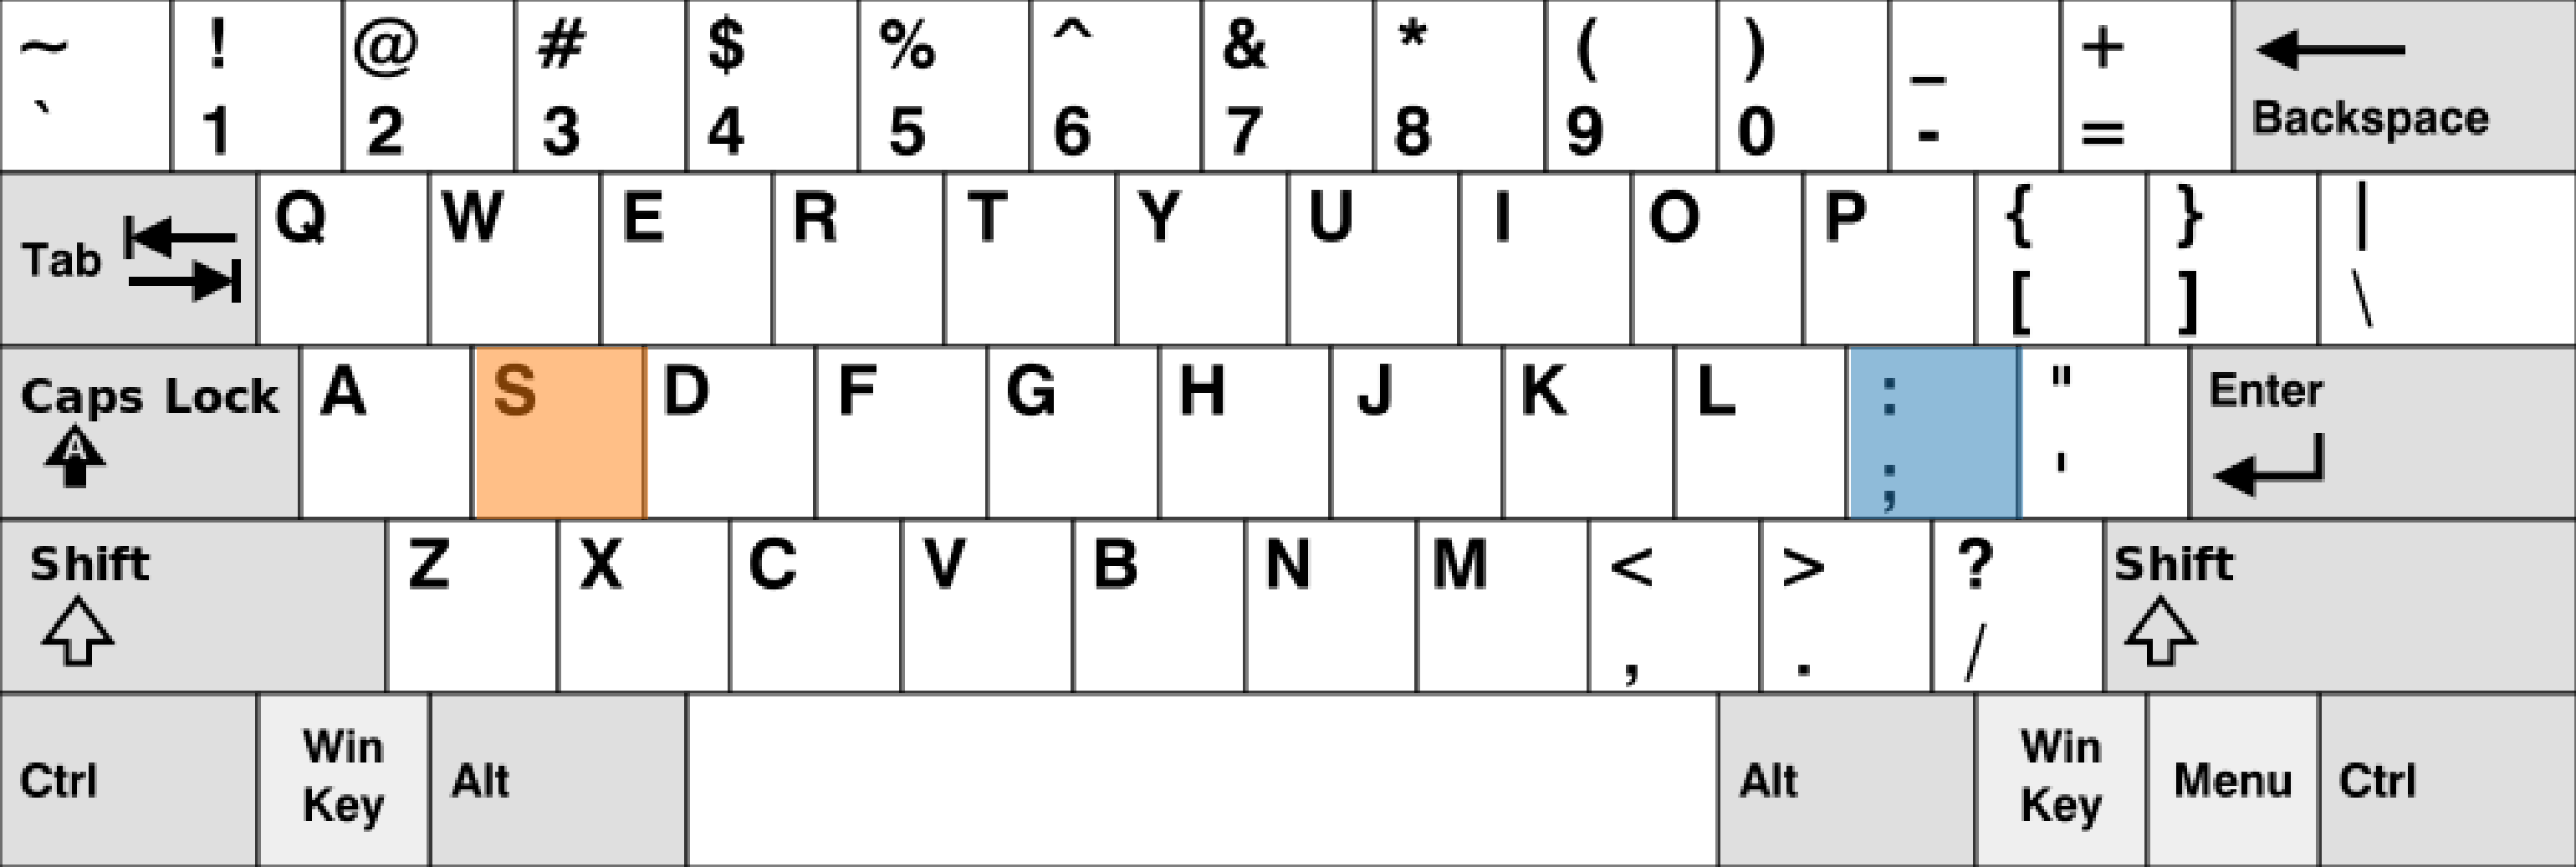 ~ ! @ # $ % ^ & * ( ) _ +
` 1 2 3 4 5 6 7 8 9 0 - = Backspace
Tab Q W E R T Y U I O P { } |
[ ] \
Caps Lock A S D F G H J K L : " Enter
A ; '
Shift Z X C V B N M < > ? Shift
, . /
Ctrl Win Key Alt Alt Win Key Menu Ctrl